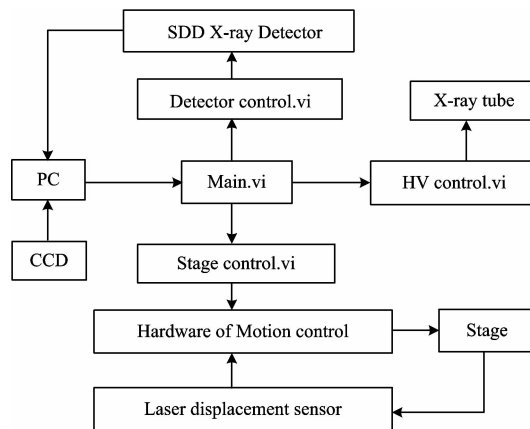 SDD X-ray Detector
Detector control.vi
X-ray tube
PC
Main.vi
HV control.vi
CCD
Stage control.vi
Hardware of Motion control
Stage
Laser displacement sensor